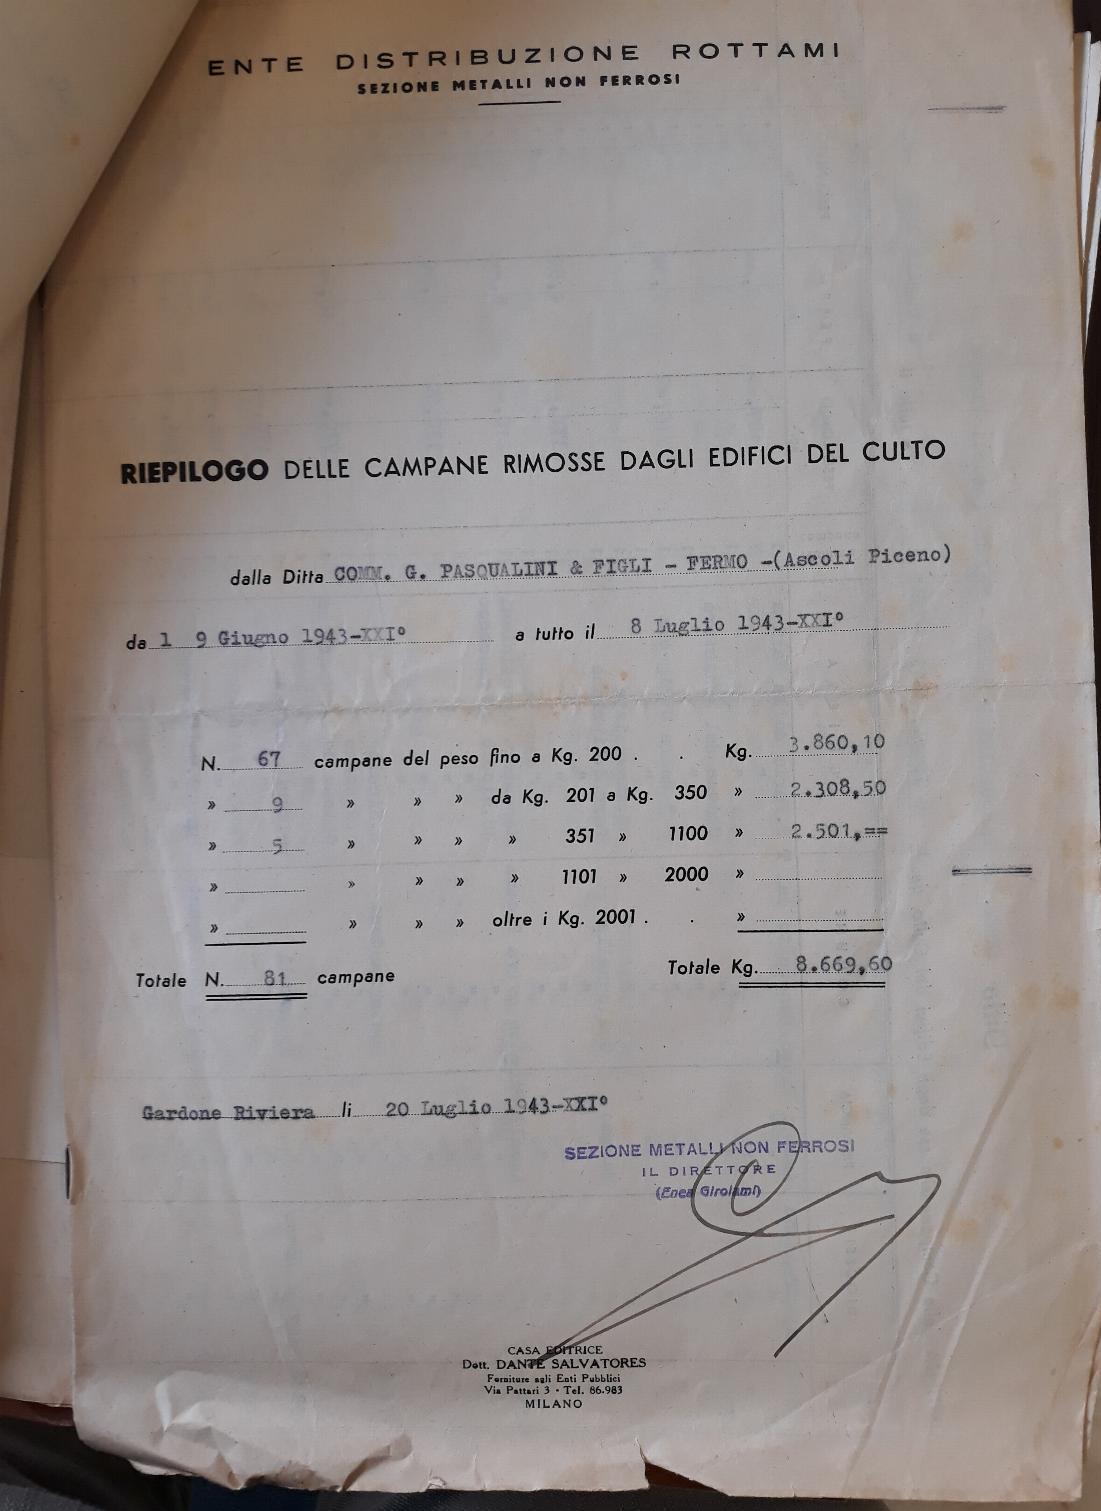 ENTE DISTRIBUZIONE ROTTAMI
SEZIONE METALLI NON FERROSI
RIEPILOGO DELLE CAMPANE RIMOSSE DAGLI EDIFICI DEL CULTO
dalla Ditta COMM. G. PASQUALINI & FIGLI - FERMO -(Ascoli Piceno)
da 1 9 Giugno 1943-XXI° a tutto il 8 Luglio 1943-XXI°
N. 67 campane del peso fino a Kg. 200 . . Kg. 3.860,10
» 9 » » » da Kg. 201 a Kg. 350 » 2.308,50
» 5 » » » » 351 » 1100 » 2.501,==
» » » » » 1101 » 2000 »
» » » » oltre i Kg. 2001 . . »
Totale N. 81 campane Totale Kg. 8.669,60
Gardone Riviera li 20 Luglio 1943-XXI°
SEZIONE METALLI NON FERROSI
IL DIRETTORE
(Enea Girolami)
CASA EDITRICE
Dott. DANTE SALVATORES
Forniture agli Enti Pubblici
Via Pattari 3 - Tel. 86.983
MILANO